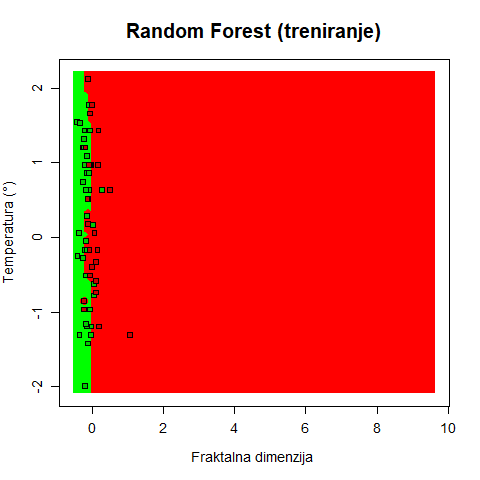 Random Forest (treniranje)
Temperatura (°)
2
1
0
-1
-2
0 2 4 6 8 10
Fraktalna dimenzija